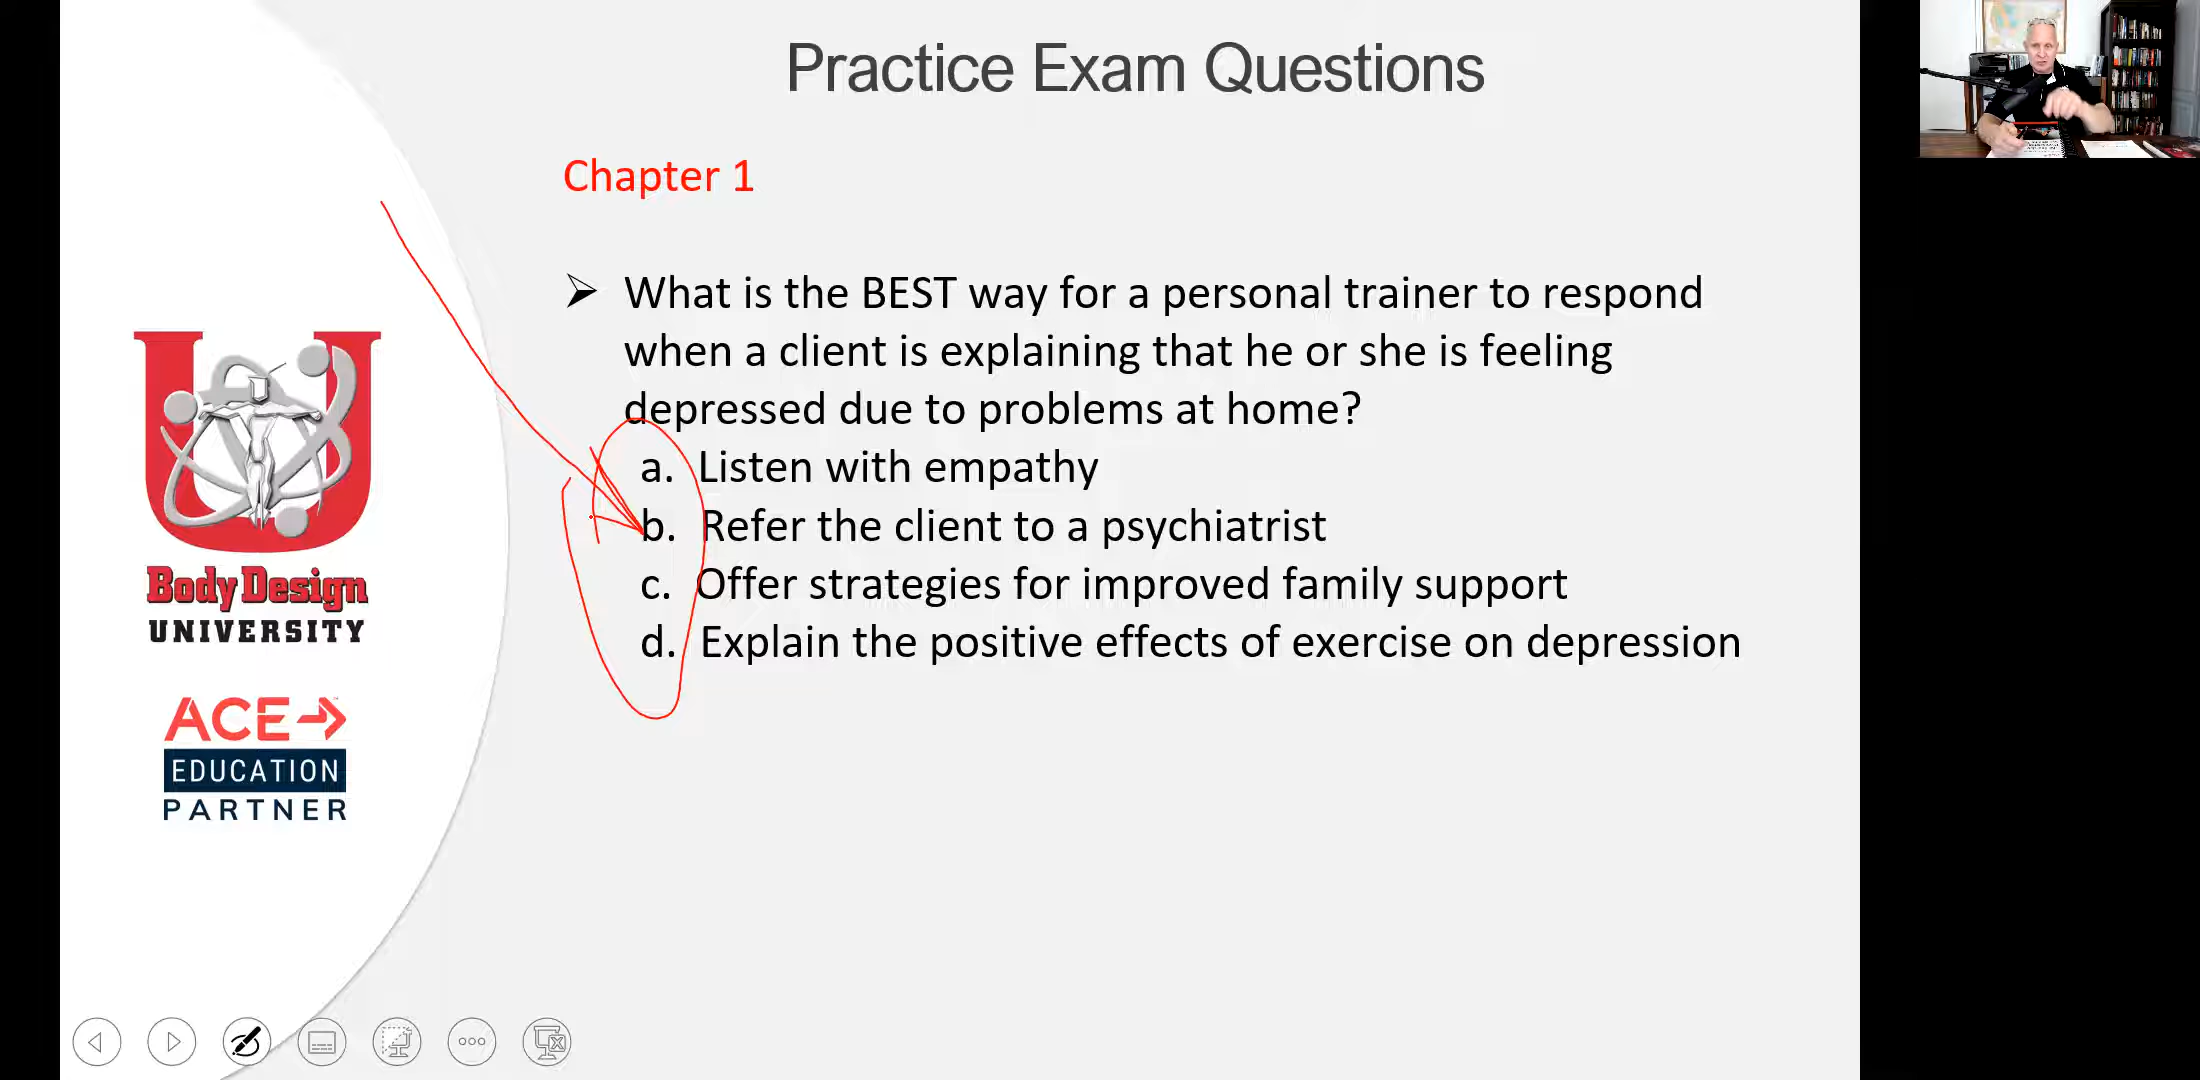 Practice Exam Questions
Chapter 1
➢ What is the BEST way for a personal trainer to respond
when a client is explaining that he or she is feeling
depressed due to problems at home?
a. Listen with empathy
b. Refer the client to a psychiatrist
c. Offer strategies for improved family support
d. Explain the positive effects of exercise on depression
U
Body Design
UNIVERSITY
ACE
EDUCATION
PARTNER